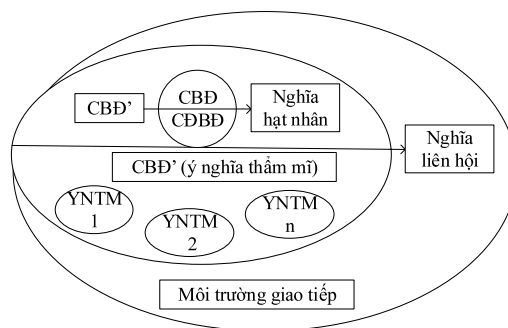 CBĐ’
CBĐ
CĐBĐ
Nghĩa
hạt nhân
Nghĩa
liên hội
CBĐ’ (ý nghĩa thẩm mĩ)
YNTM
1
YNTM
2
YNTM
n
Môi trường giao tiếp